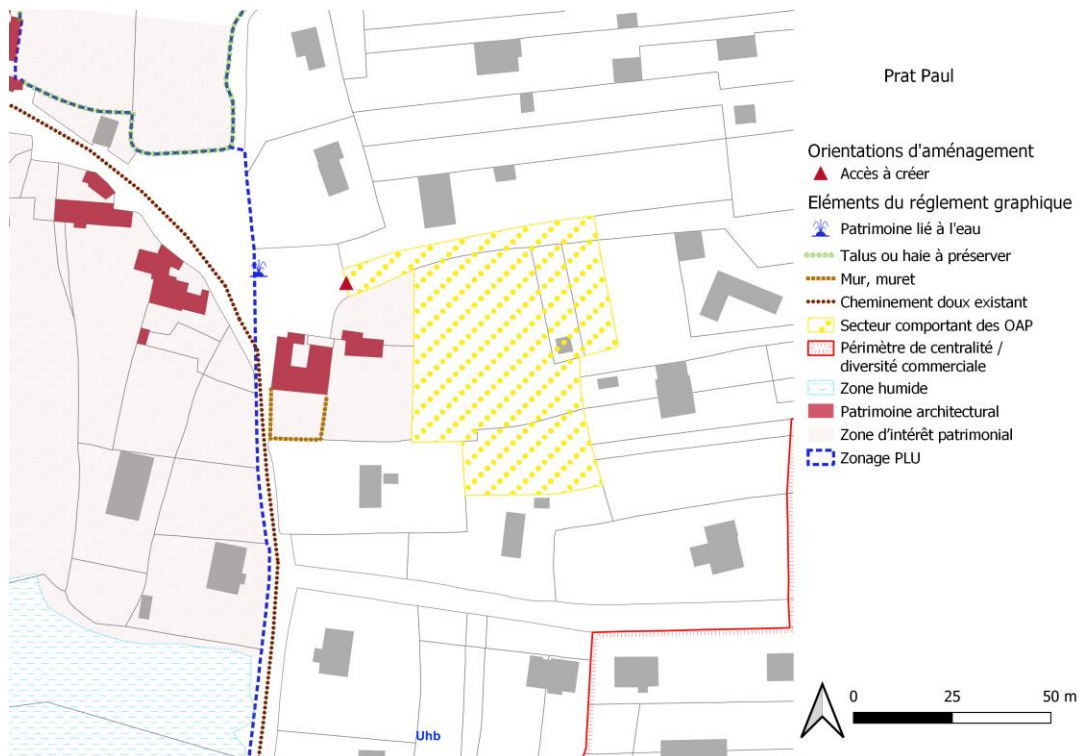 Prat Paul
Orientations d'aménagement
Accès à créer
Eléments du réglement graphique
Patrimoine lié à l'eau
Talus ou haie à préserver
Mur, muret
Cheminement doux existant
Secteur comportant des OAP
Périmètre de centralité /
diversité commerciale
Zone humide
Patrimoine architectural
Zone d'intérêt patrimonial
Zonage PLU
0 25 50 m
Uhb